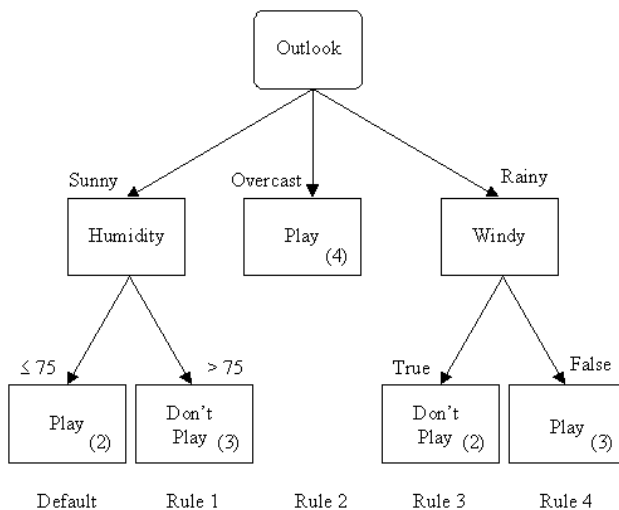 Outlook
Sunny
Overcast
Rainy
Humidity
Play
(4)
Windy
≤ 75
> 75
True
False
Play
(2)
Don't
Play (3)
Don't
Play (2)
Play
(3)
Default
Rule 1
Rule 2
Rule 3
Rule 4